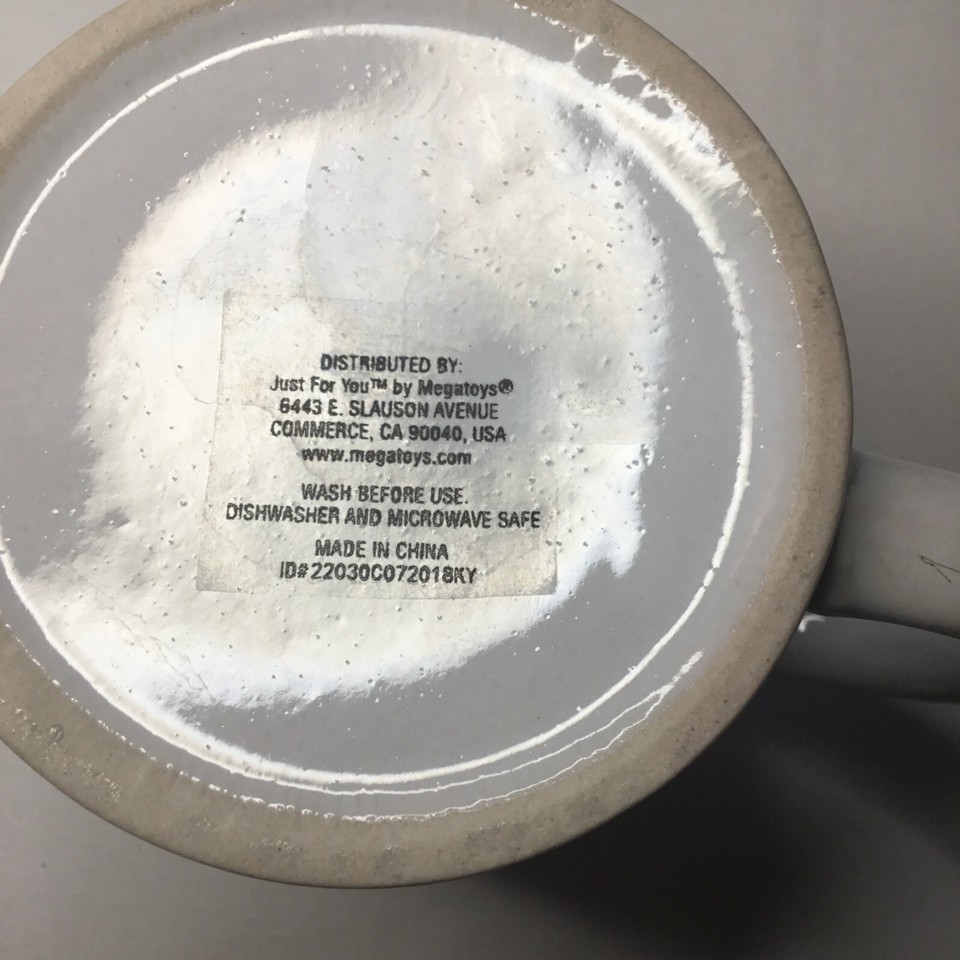 DISTRIBUTED BY:
Just For You™ by Megatoys®
6443 E. SLAUSON AVENUE
COMMERCE, CA 90040, USA
www.megatoys.com
WASH BEFORE USE.
DISHWASHER AND MICROWAVE SAFE
MADE IN CHINA
ID#22030C072018KY